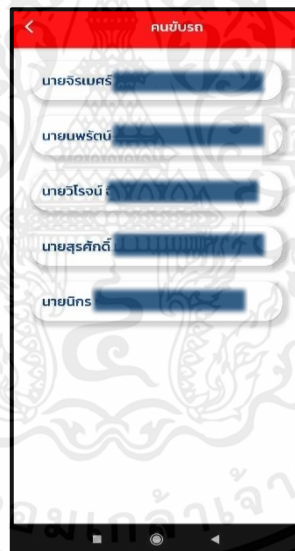 คนขับรถ
นายจิรเมศร์
นายนพรัตน์
นายวิโรจน์
นายสุรศักดิ์
นายนิกร